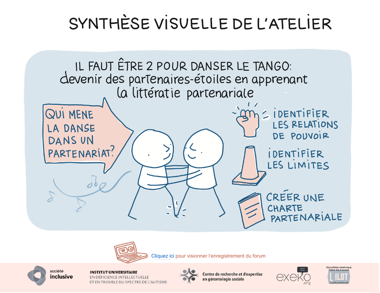 SYNTHÈSE VISUELLE DE L'ATELIER
IL FAUT ÊTRE 2 POUR DANSER LE TANGO:
devenir des partenaires-étoiles en apprenant
la littératie partenariale
QUI MÈNE
LA DANSE
DANS UN
PARTENARIAT?
iDENTiFIER
LES RELATIONS
DE POUVOIR
iDENTiFIER
LES LIMITES
CRÉER UNE
CHARTE
PARTENARIALE
Cliquez ici pour visionner l'enregistrement du forum
société
inclusive
INSTITUT UNIVERSITAIRE
EN DÉFICIENCE INTELLECTUELLE
ET EN TROUBLE DU SPECTRE DE L'AUTISME
Centre de recherche et d'expertise
en gérontologie sociale
exeko